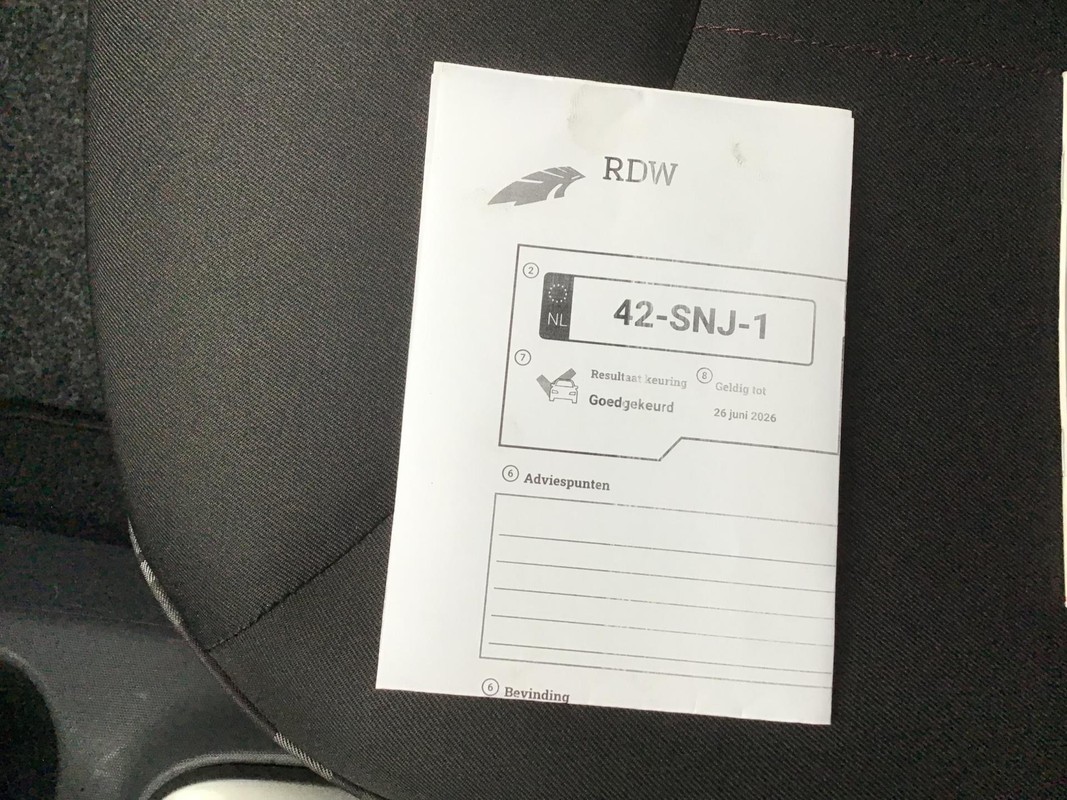 RDW
2
NL
42-SNJ-1
7
Resultaat keuring
8
Geldig tot
Goedgekeurd
26 juni 2026
6 Adviespunten
6 Bevinding